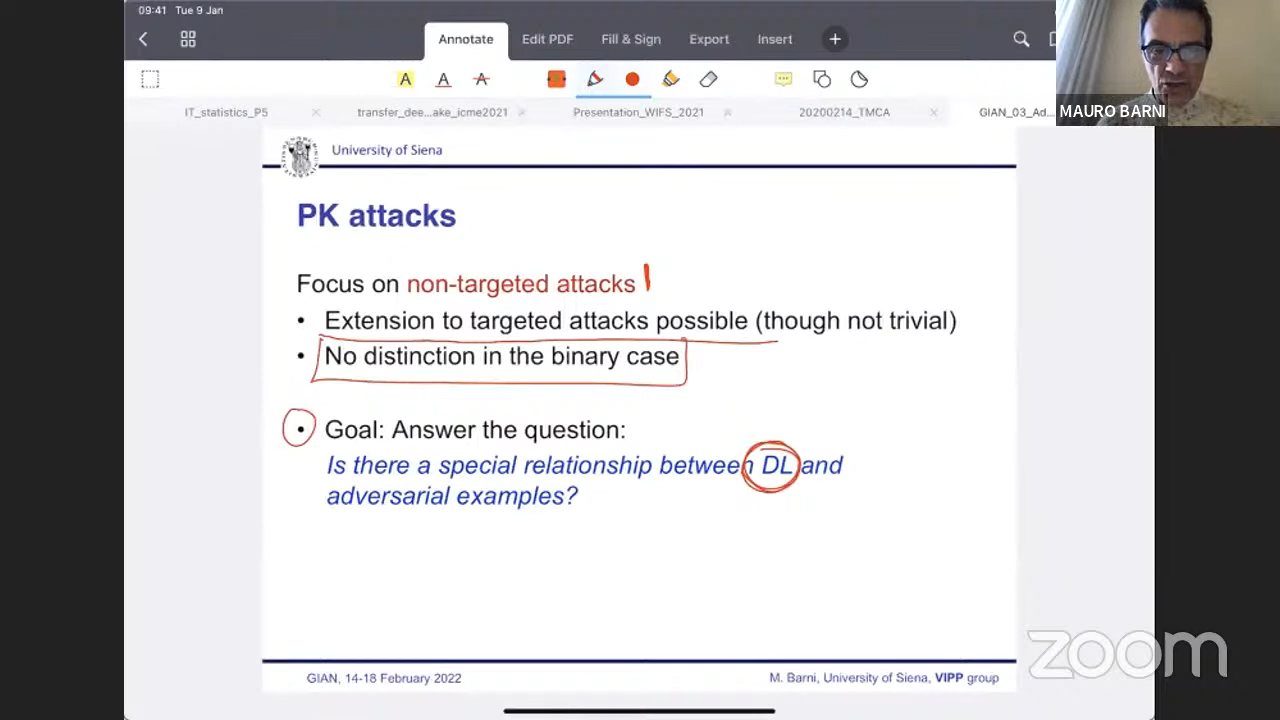 09:41 Tue 9 Jan
Annotate Edit PDF Fill & Sign Export Insert +
A A A
MAURO BARNI
IT_statistics_P5 × transfer_dee...ake_icme2021 × Presentation_WIFS_2021 × 20200214_TMCA × GIAN_03_Ad...
University of Siena
PK attacks
Focus on non-targeted attacks
• Extension to targeted attacks possible (though not trivial)
• No distinction in the binary case
• Goal: Answer the question:
Is there a special relationship between DL and
adversarial examples?
zoom
GIAN, 14-18 February 2022 M. Barni, University of Siena, VIPP group